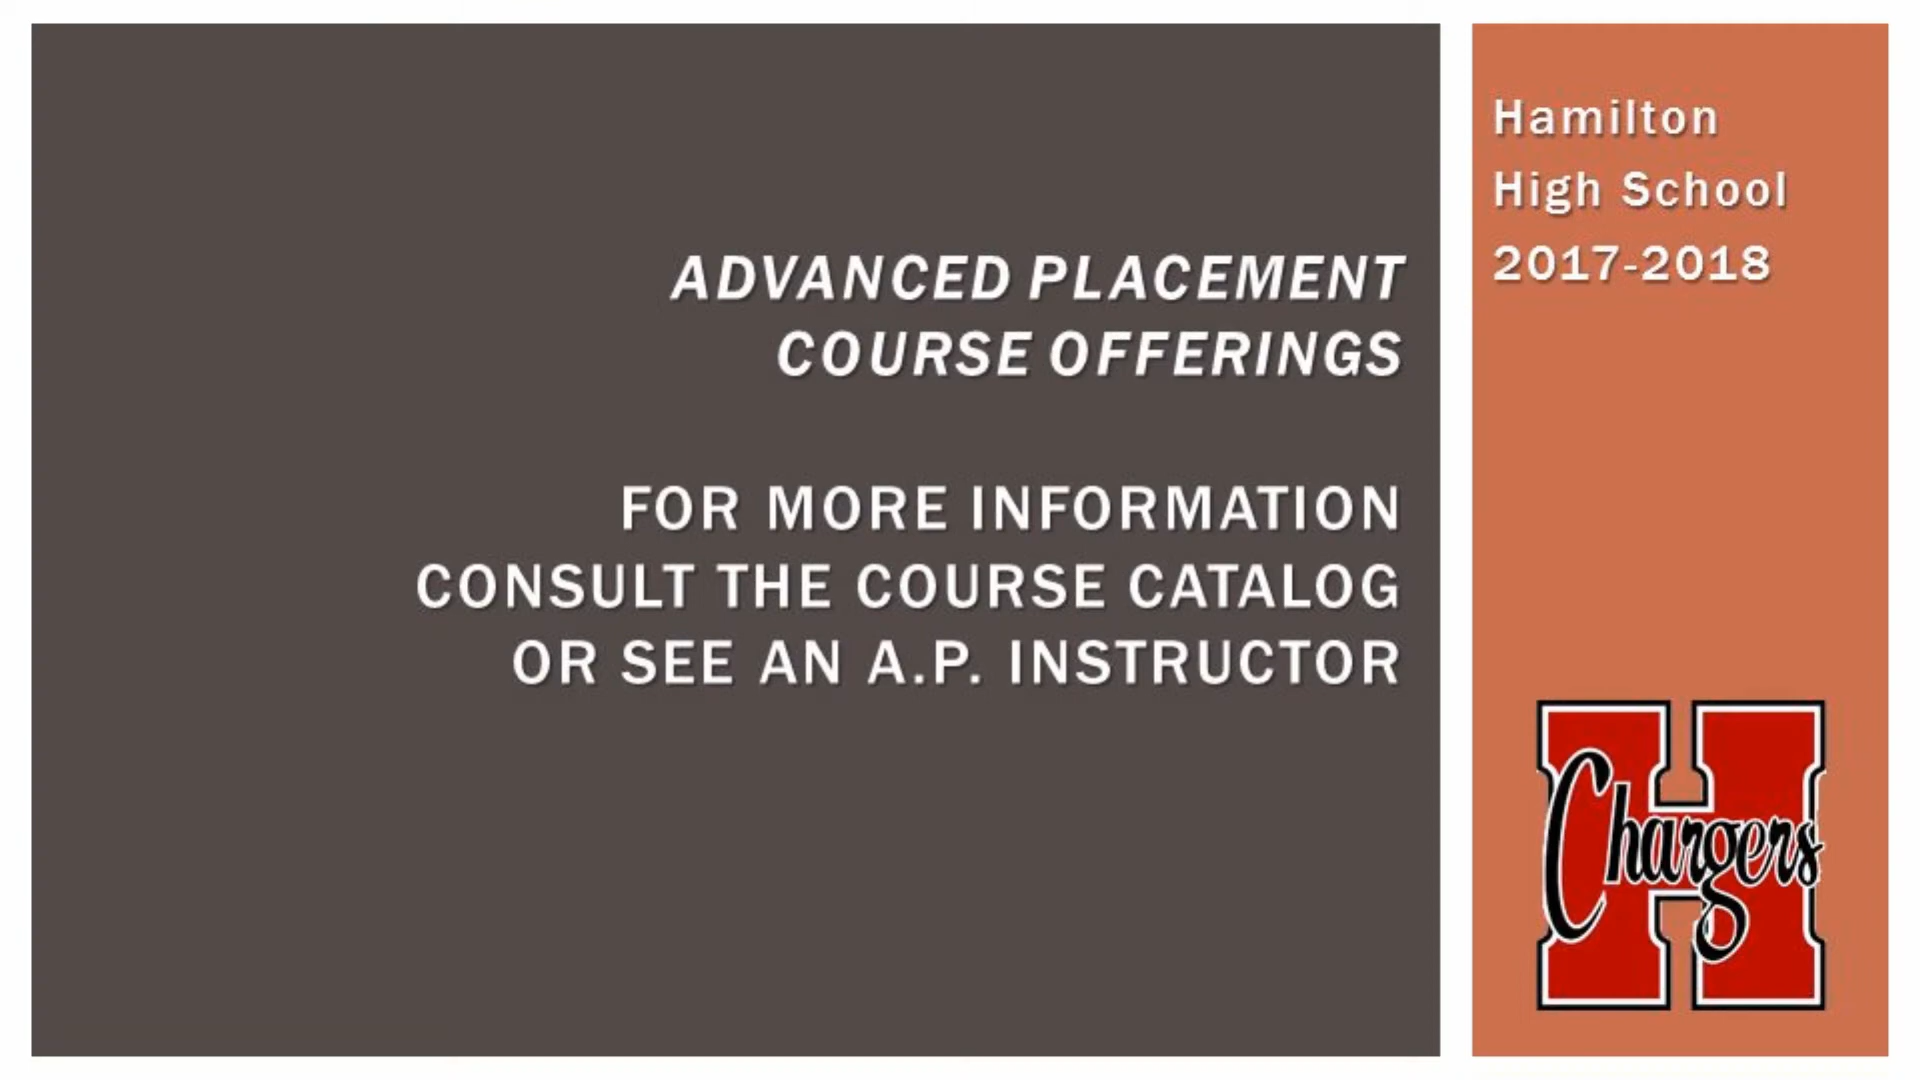 ADVANCED PLACEMENT
COURSE OFFERINGS
FOR MORE INFORMATION
CONSULT THE COURSE CATALOG
OR SEE AN A.P. INSTRUCTOR
Hamilton
High School
2017-2018
H
Chargers